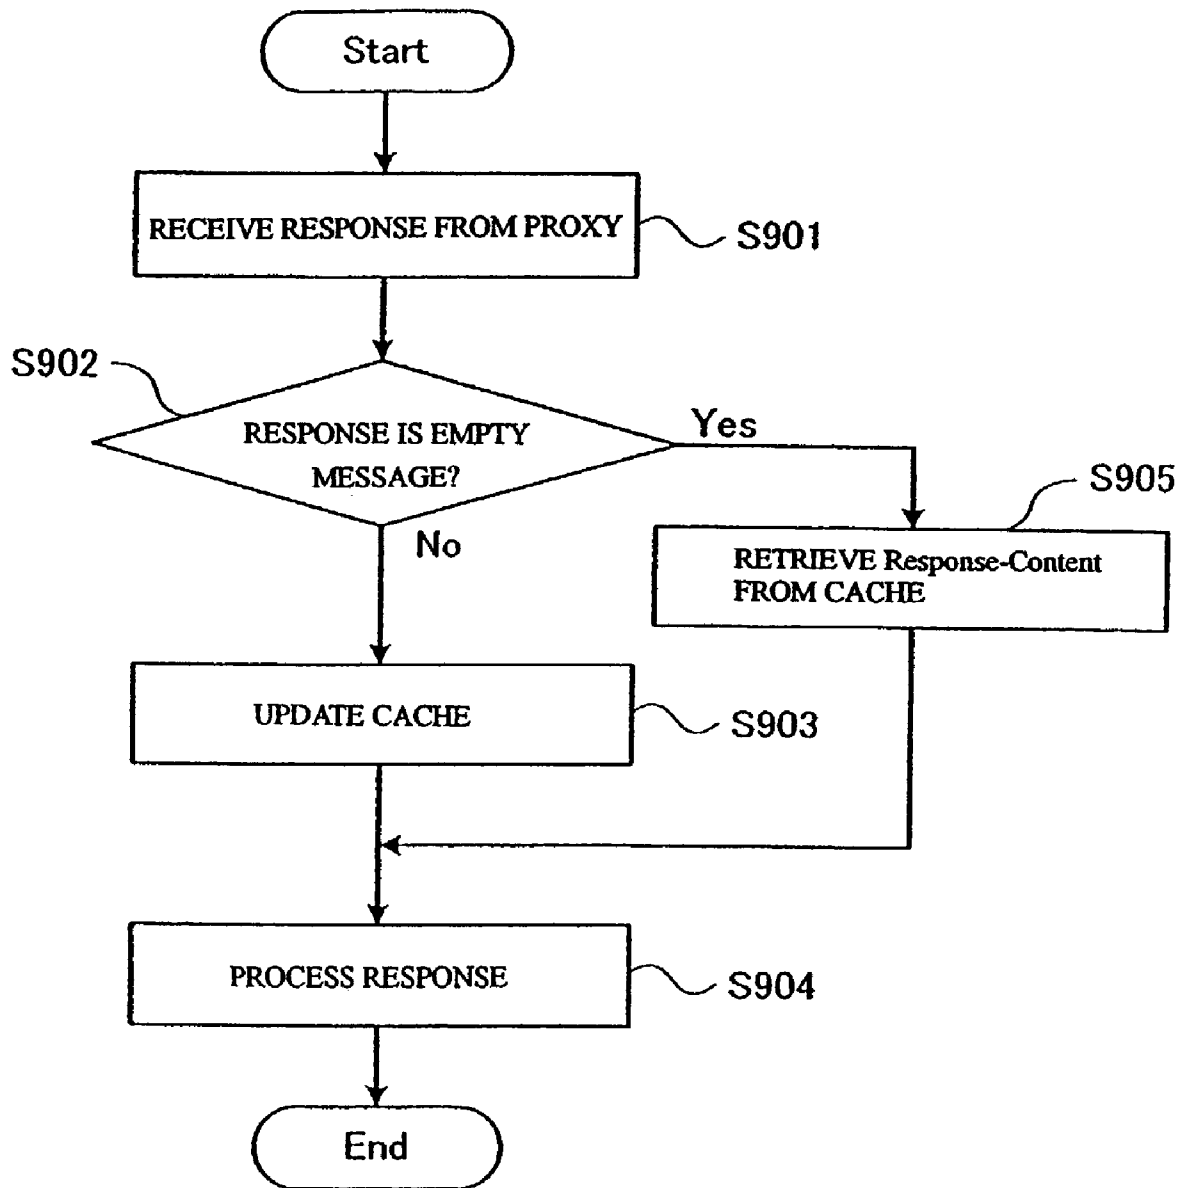 Start
RECEIVE RESPONSE FROM PROXY
S901
S902
RESPONSE IS EMPTY
MESSAGE?
Yes
No
S905
RETRIEVE Response-Content
FROM CACHE
UPDATE CACHE
S903
PROCESS RESPONSE
S904
End